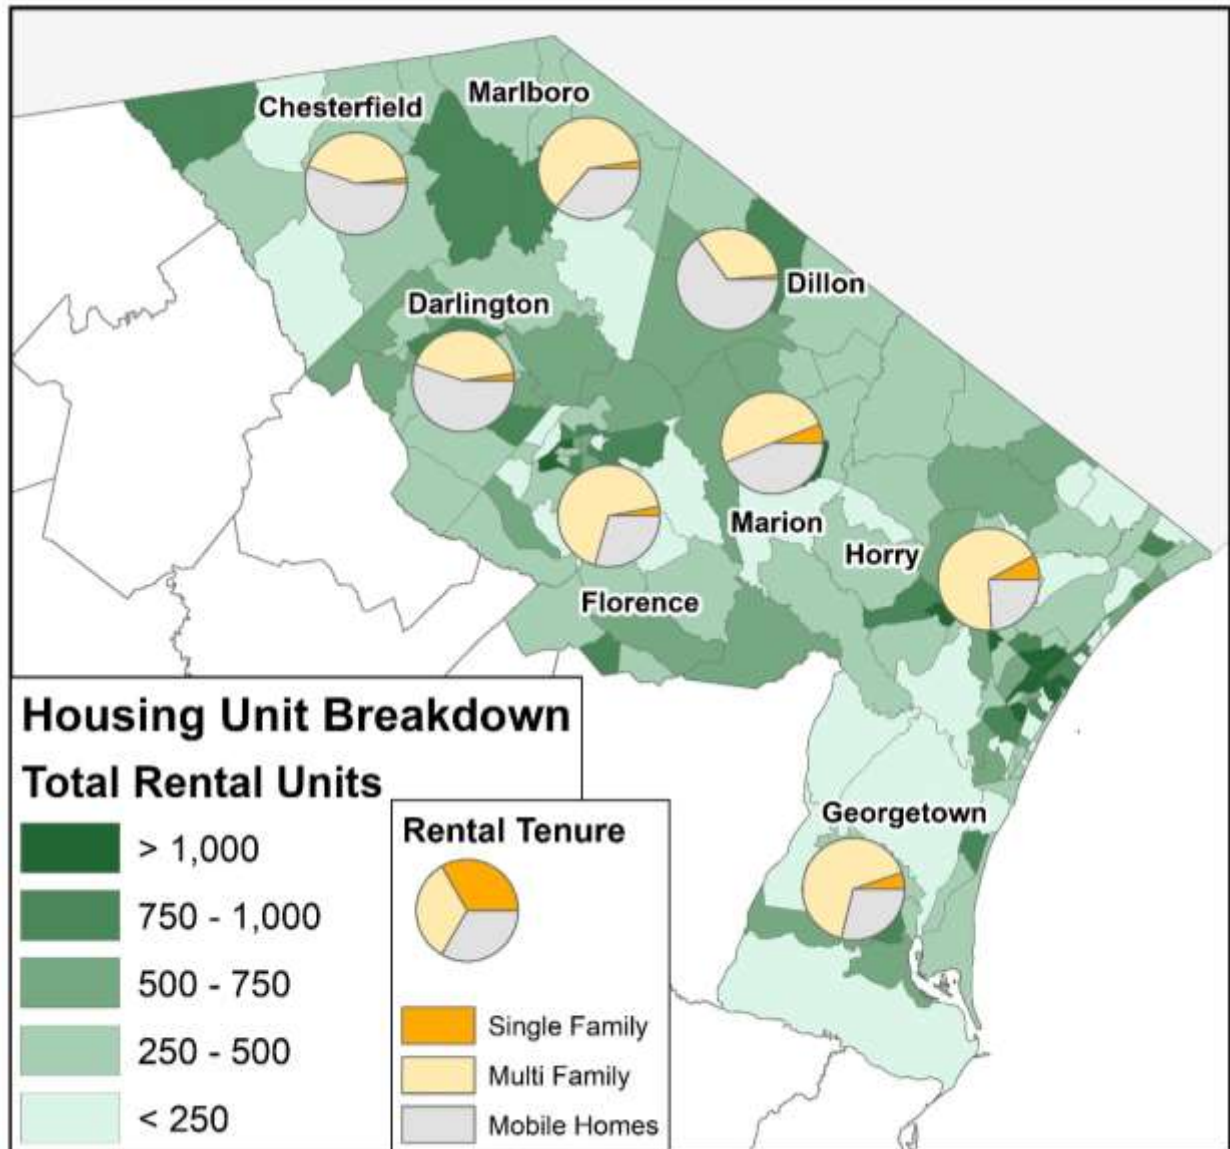 Marlboro
Chesterfield
Dillon
Darlington
Marion
Horry
Florence
Georgetown
Housing Unit Breakdown
Total Rental Units
> 1,000
750 - 1,000
500 - 750
250 - 500
< 250
Rental Tenure
Single Family
Multi Family
Mobile Homes